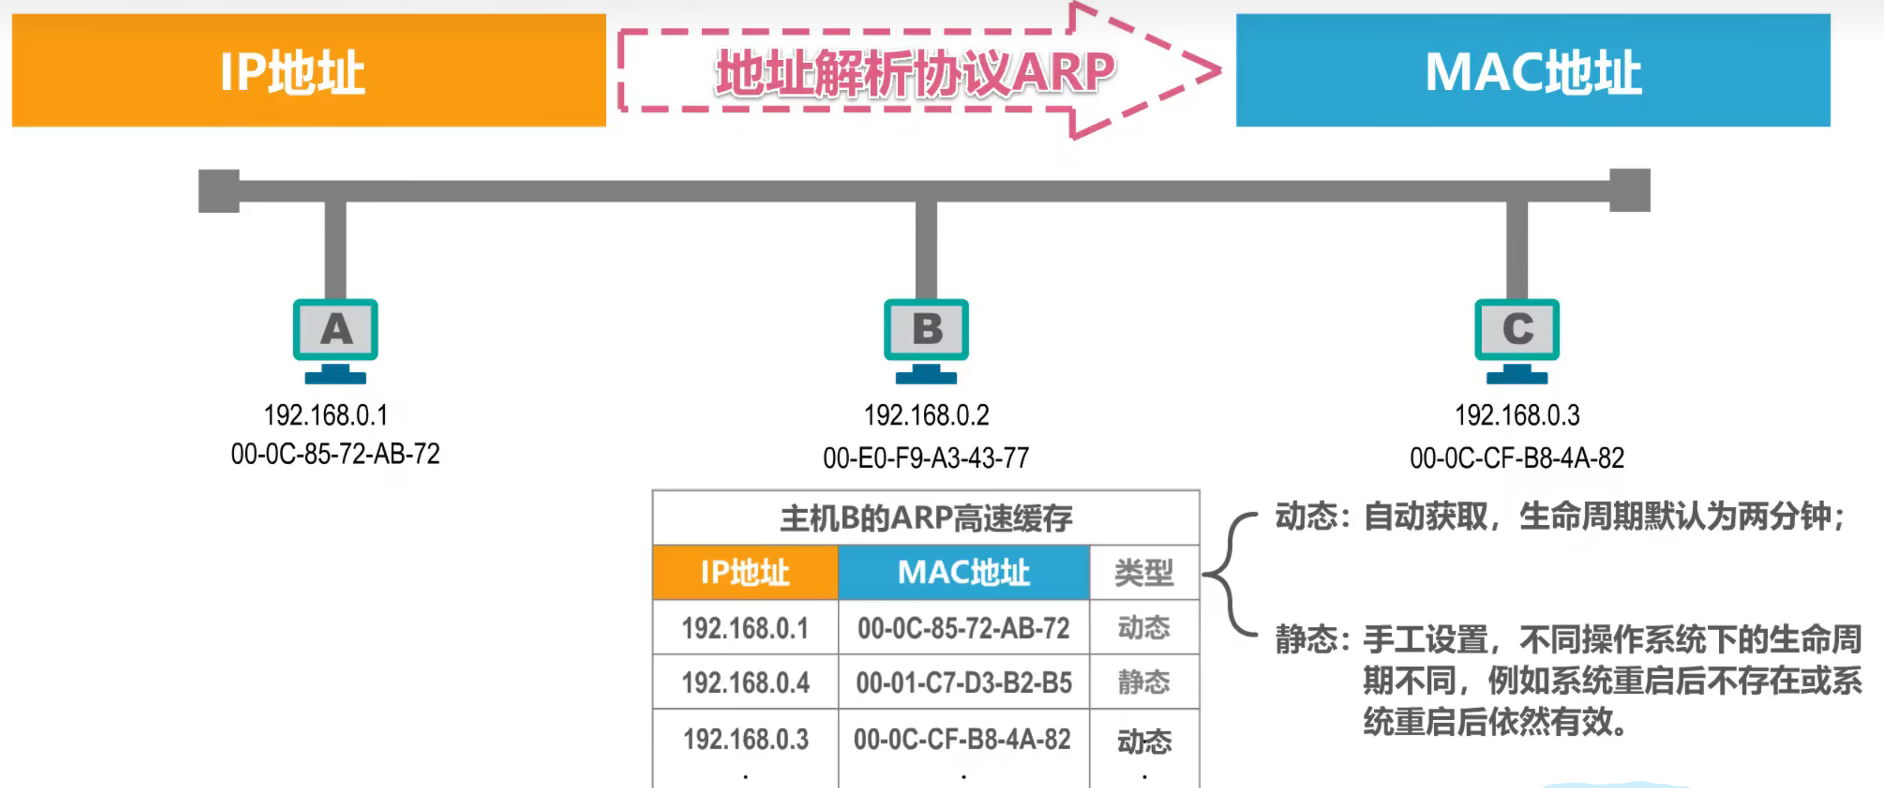 IP地址
地址解析协议ARP
MAC地址
A
B
C
192.168.0.1
00-0C-85-72-AB-72
192.168.0.2
00-E0-F9-A3-43-77
192.168.0.3
00-0C-CF-B8-4A-82
主机B的ARP高速缓存
IP地址 MAC地址 类型
192.168.0.1 00-0C-85-72-AB-72 动态
192.168.0.4 00-01-C7-D3-B2-B5 静态
192.168.0.3 00-0C-CF-B8-4A-82 动态
. . .
动态：自动获取，生命周期默认为两分钟；
静态：手工设置，不同操作系统下的生命周
期不同，例如系统重启后不存在或系
统重启后依然有效。